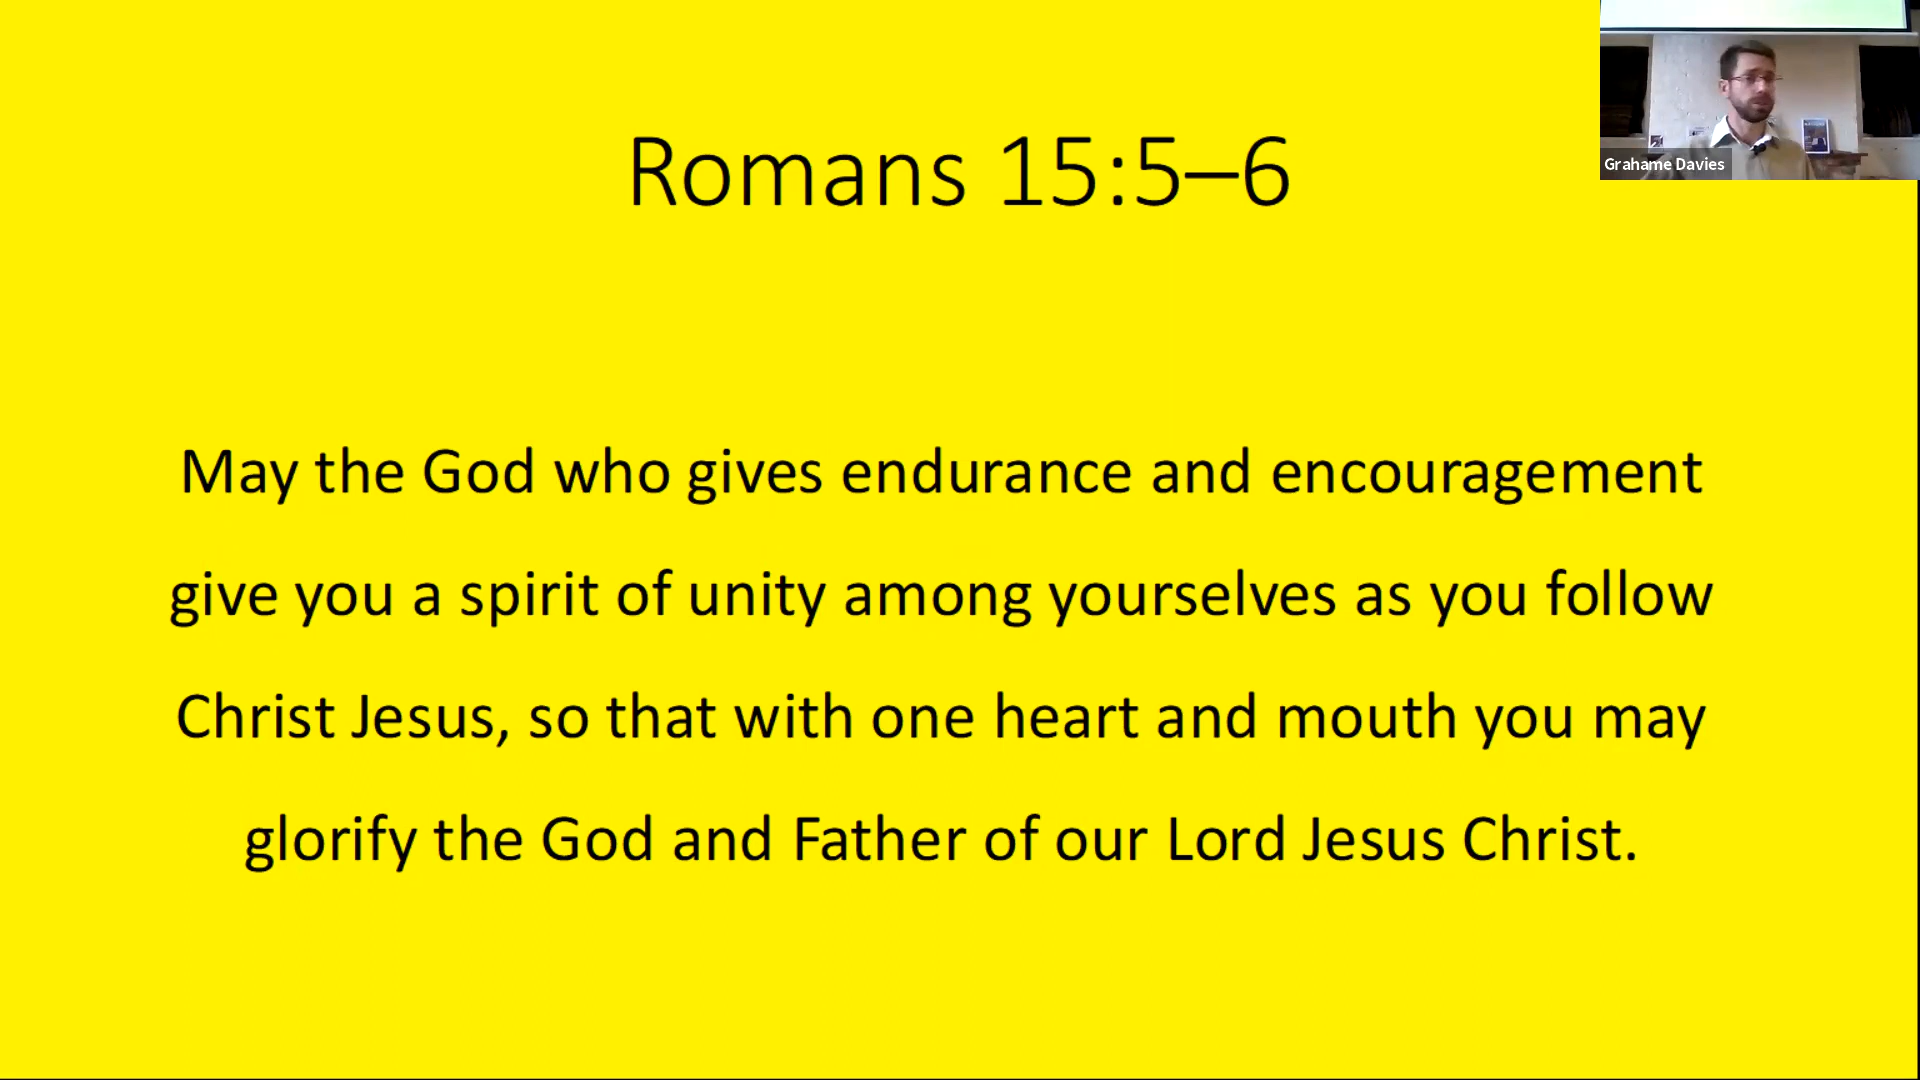 Romans 15:5–6
May the God who gives endurance and encouragement
give you a spirit of unity among yourselves as you follow
Christ Jesus, so that with one heart and mouth you may
glorify the God and Father of our Lord Jesus Christ.
Grahame Davies